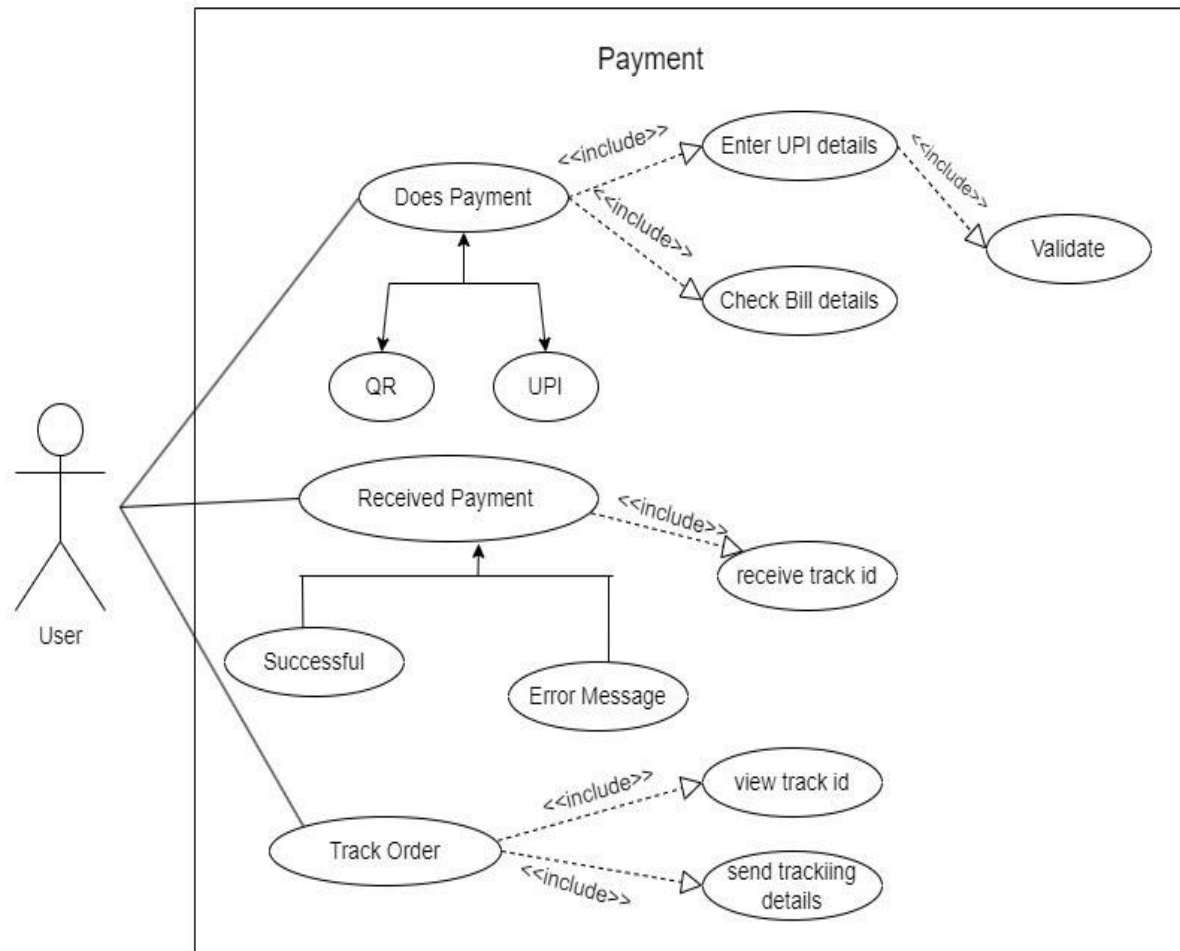 Payment
<<include>>
Enter UPI details
<<include>>
Does Payment
<<include>>
Validate
Check Bill details
QR
UPI
Received Payment
<<include>>
receive track id
User
Successful
Error Message
<<include>>
view track id
Track Order
<<include>>
send trackiing
details